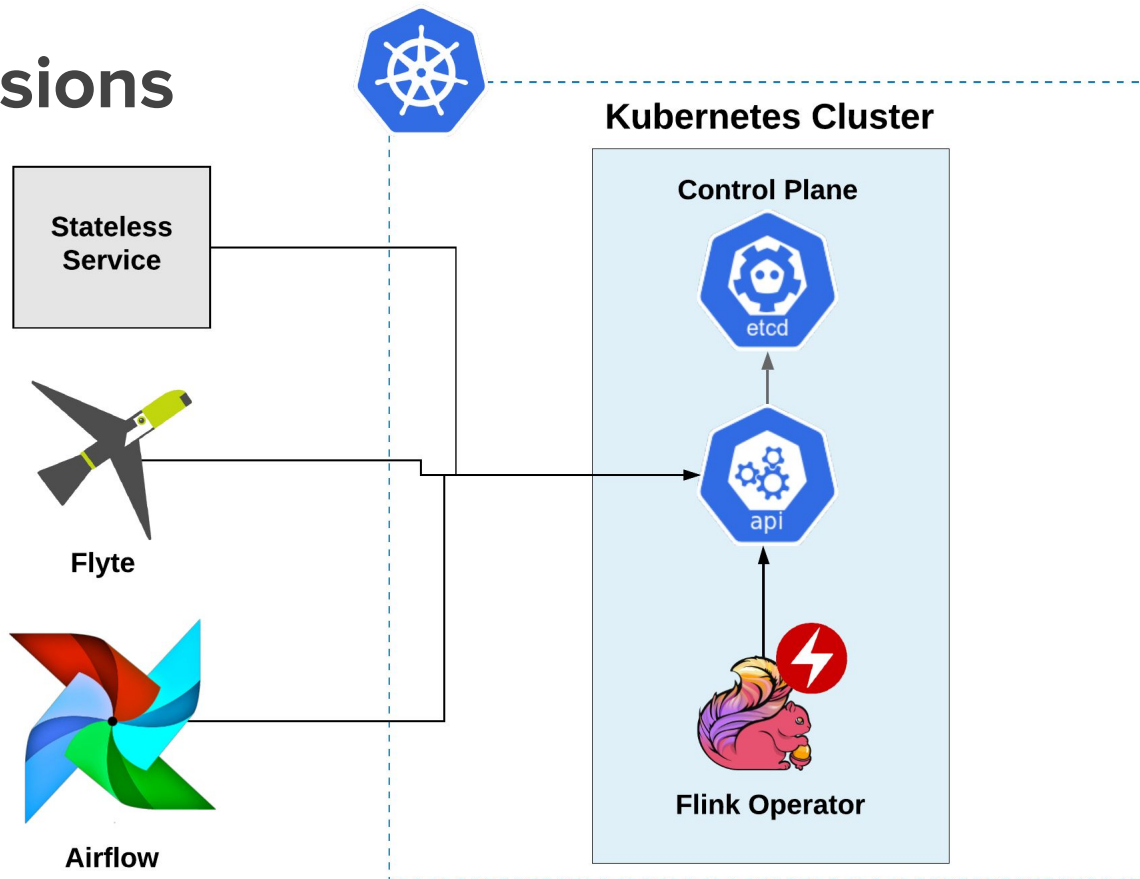 sions
Kubernetes Cluster
Control Plane
Stateless
Service
etcd
api
Flyte
Flink Operator
Airflow